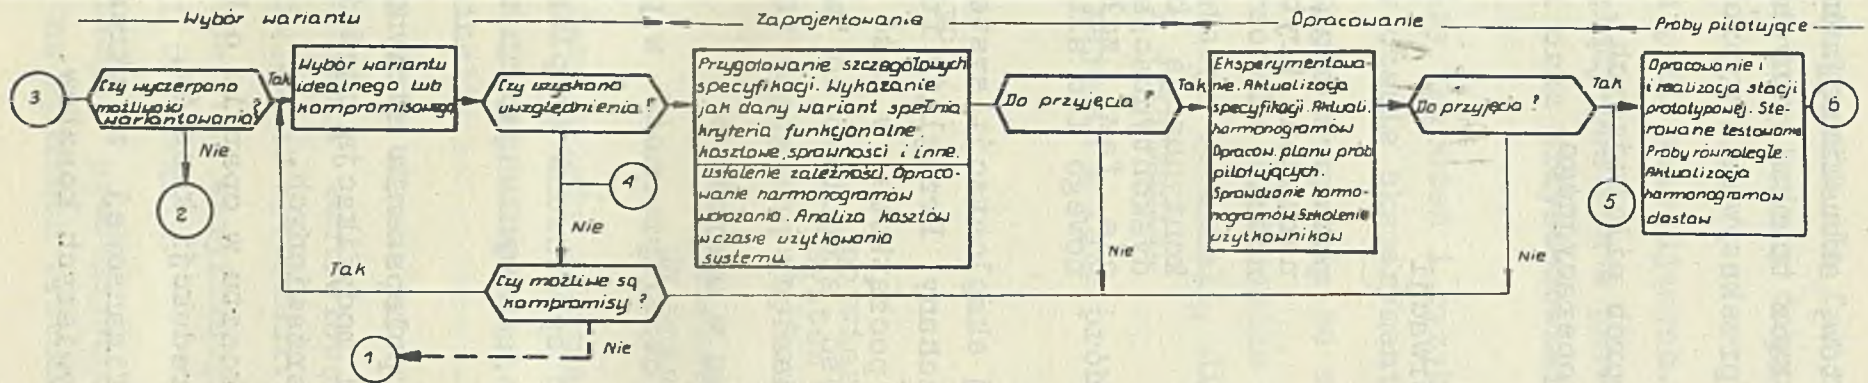 Wybór wariantu
Zaprojektowanie
Opracowanie
Proby pilotujące
3
Czy wyczerpano
możliwości
wariantowania?
Tak
Nie
2
Wybór wariantu
idealnego lub
kompromisowego
Czy uzyskano
uwzględnienia?
4
Nie
Przygotowanie szczegółowych
specyfikacji. Wykazanie
jak dany wariant spełnia
kryteria funkcjonalne.
kosztowe, sprawności i inne.
Ustalenie zależności. Opraco-
wanie harmonogramów
wdrażania. Analiza kosztów
w czasie użytkowania
systemu
Do przyjęcia?
Tak
Nie
Eksperymentowa-
nie. Aktualizacja
specyfikacji. Aktuali.
harmonogramów
Opracow. planu prób
pilotujących.
Sprawdzanie harmo-
nogramów. Szkolenie
użytkowników
Do przyjęcia?
Tak
Nie
5
Opracowanie i
i realizacja stacji
prototypowej. Ste-
rowane testowanie
Proby równoległe.
Aktualizacja
harmonogramów
dostaw
6
Tak
Czy możliwe są
kompromisy?
Nie
1